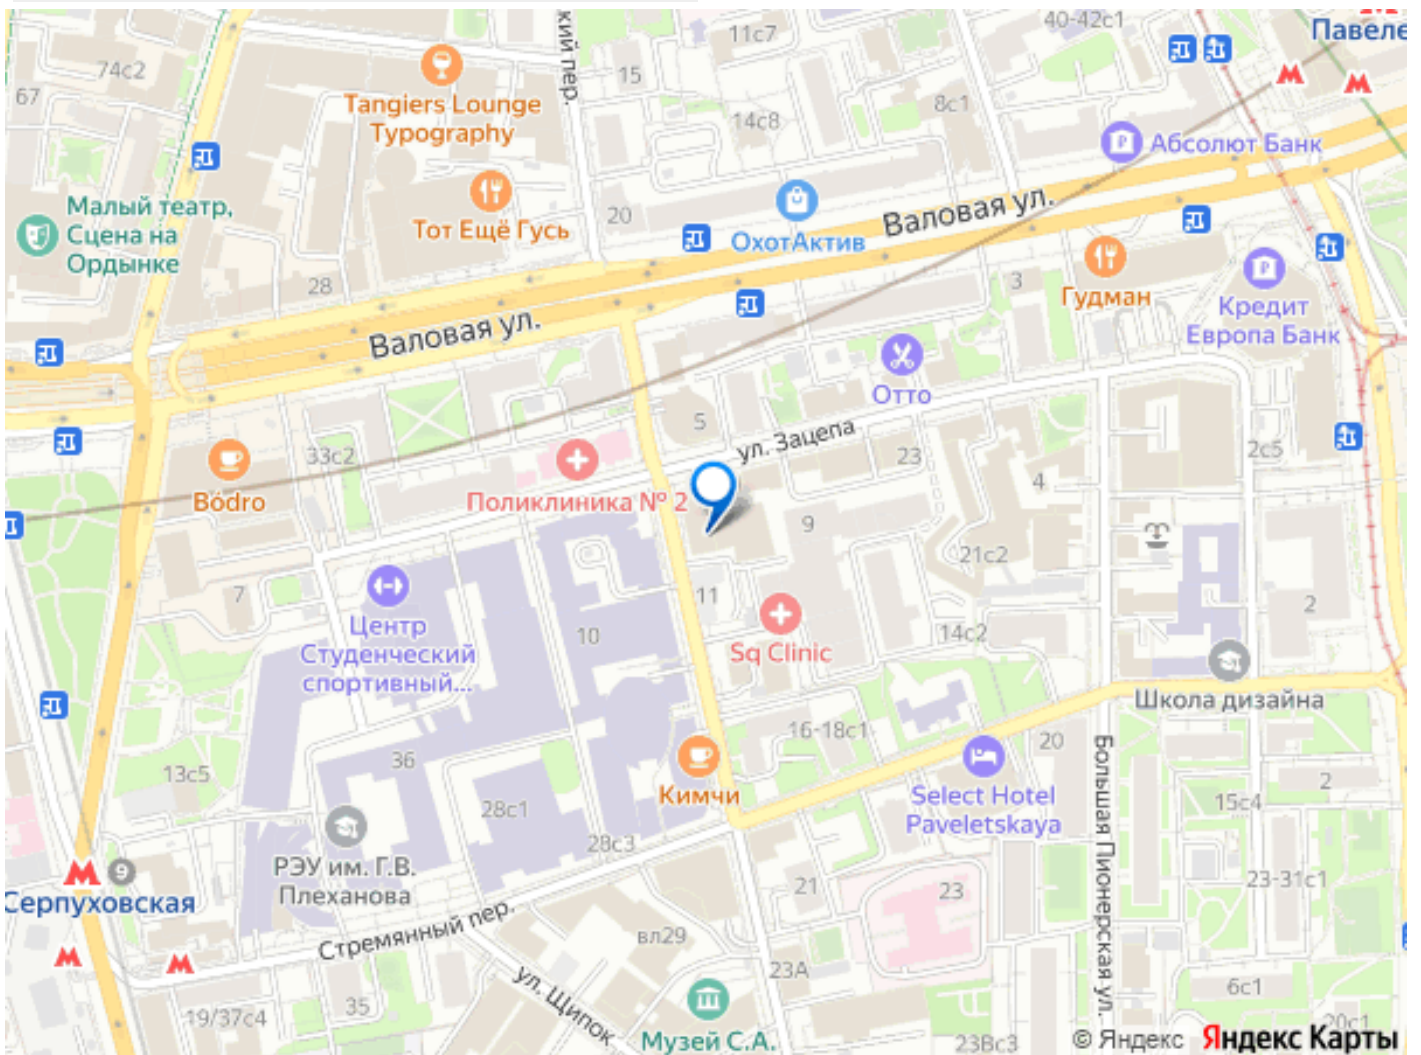 40-42с1
Павеле
11с7
кий пер.
74с2
15
67
Tangiers Lounge
Typography
8с1
14с8
Абсолют Банк
Малый театр,
Сцена на
Ордынке
Тот Ещё Гусь
20
ОхотАктив
Валовая ул.
28
3
Гудман
Кредит
Европа Банк
Валовая ул.
Отто
5
ул. Зацепа
33с2
23
2с5
Bödro
Поликлиника № 2
4
9
21с2
7
11
2
Центр
Студенческий
спортивный...
10
14с2
Sq Clinic
Школа дизайна
16-18с1
20
36
13с5
Кимчи
Select Hotel
Paveletskaya
2
15с4
28с1
28с3
Большая Пионерская ул.
РЭУ им. Г.В.
Плеханова
9
21
23
23-31с1
Серпуховская
Стремянный пер.
вл29
23А
ул. Щипок
6с1
35
19/37с4
Музей С.А.
23Вс3
20с1
© Яндекс Яндекс Карты